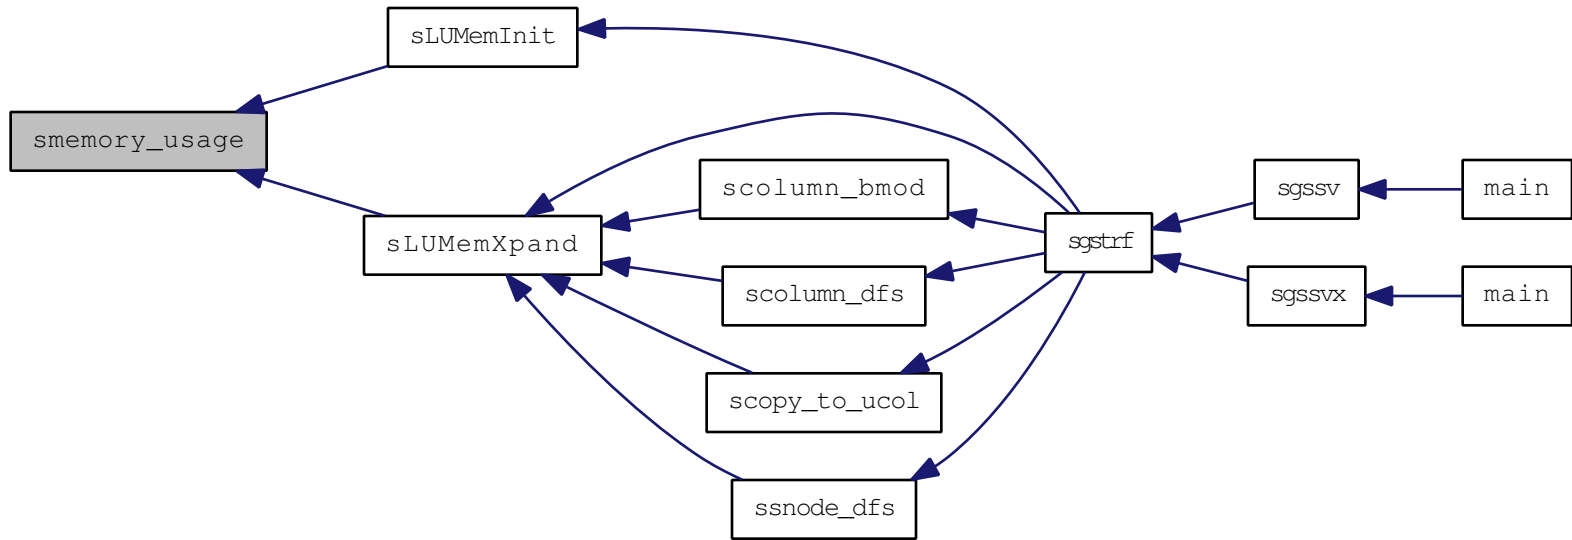 sLUMemInit
smemory_usage
scolumn_bmod
sgssv
main
sLUMemXpand
sgstrf
scolumn_dfs
sgssvx
main
scopy_to_ucol
ssnode_dfs